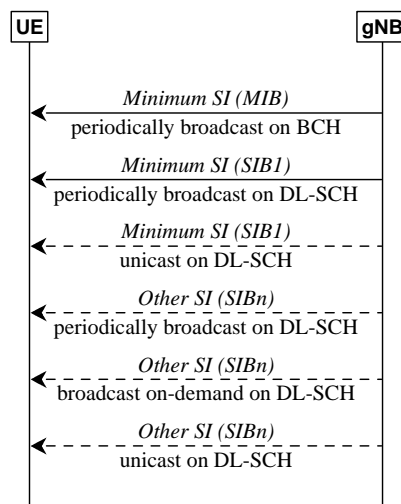 UE gNB
Minimum SI (MIB)
periodically broadcast on BCH
Minimum SI (SIB1)
periodically broadcast on DL-SCH
Minimum SI (SIB1)
unicast on DL-SCH
Other SI (SIBn)
periodically broadcast on DL-SCH
Other SI (SIBn)
broadcast on-demand on DL-SCH
Other SI (SIBn)
unicast on DL-SCH